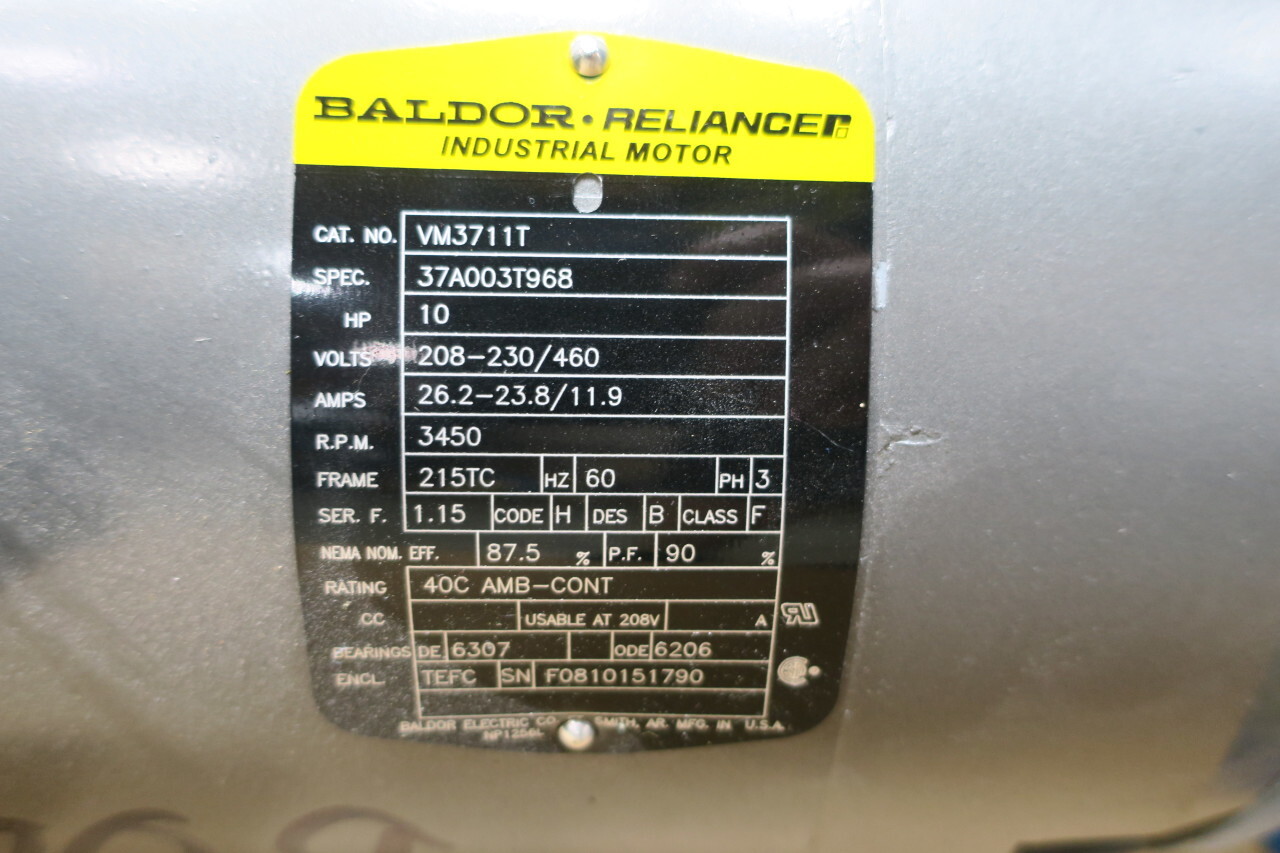 BALDOR • RELIANCER
INDUSTRIAL MOTOR
CAT. NO. VM3711T
SPEC. 37A003T968
HP 10
VOLTS 208-230/460
AMPS 26.2-23.8/11.9
R.P.M. 3450
FRAME 215TC HZ 60 PH 3
SER. F. 1.15 CODE H DES B CLASS F
NEMA NOM. EFF. 87.5 % P.F. 90 %
RATING 40C AMB-CONT
CC USABLE AT 208V A
BEARINGS DE 6307 ODE 6206
ENCL. TEFC SN F0810151790
BALDOR ELECTRIC CO. SMITH, AR. MFG. IN U.S.A.
NP1256L